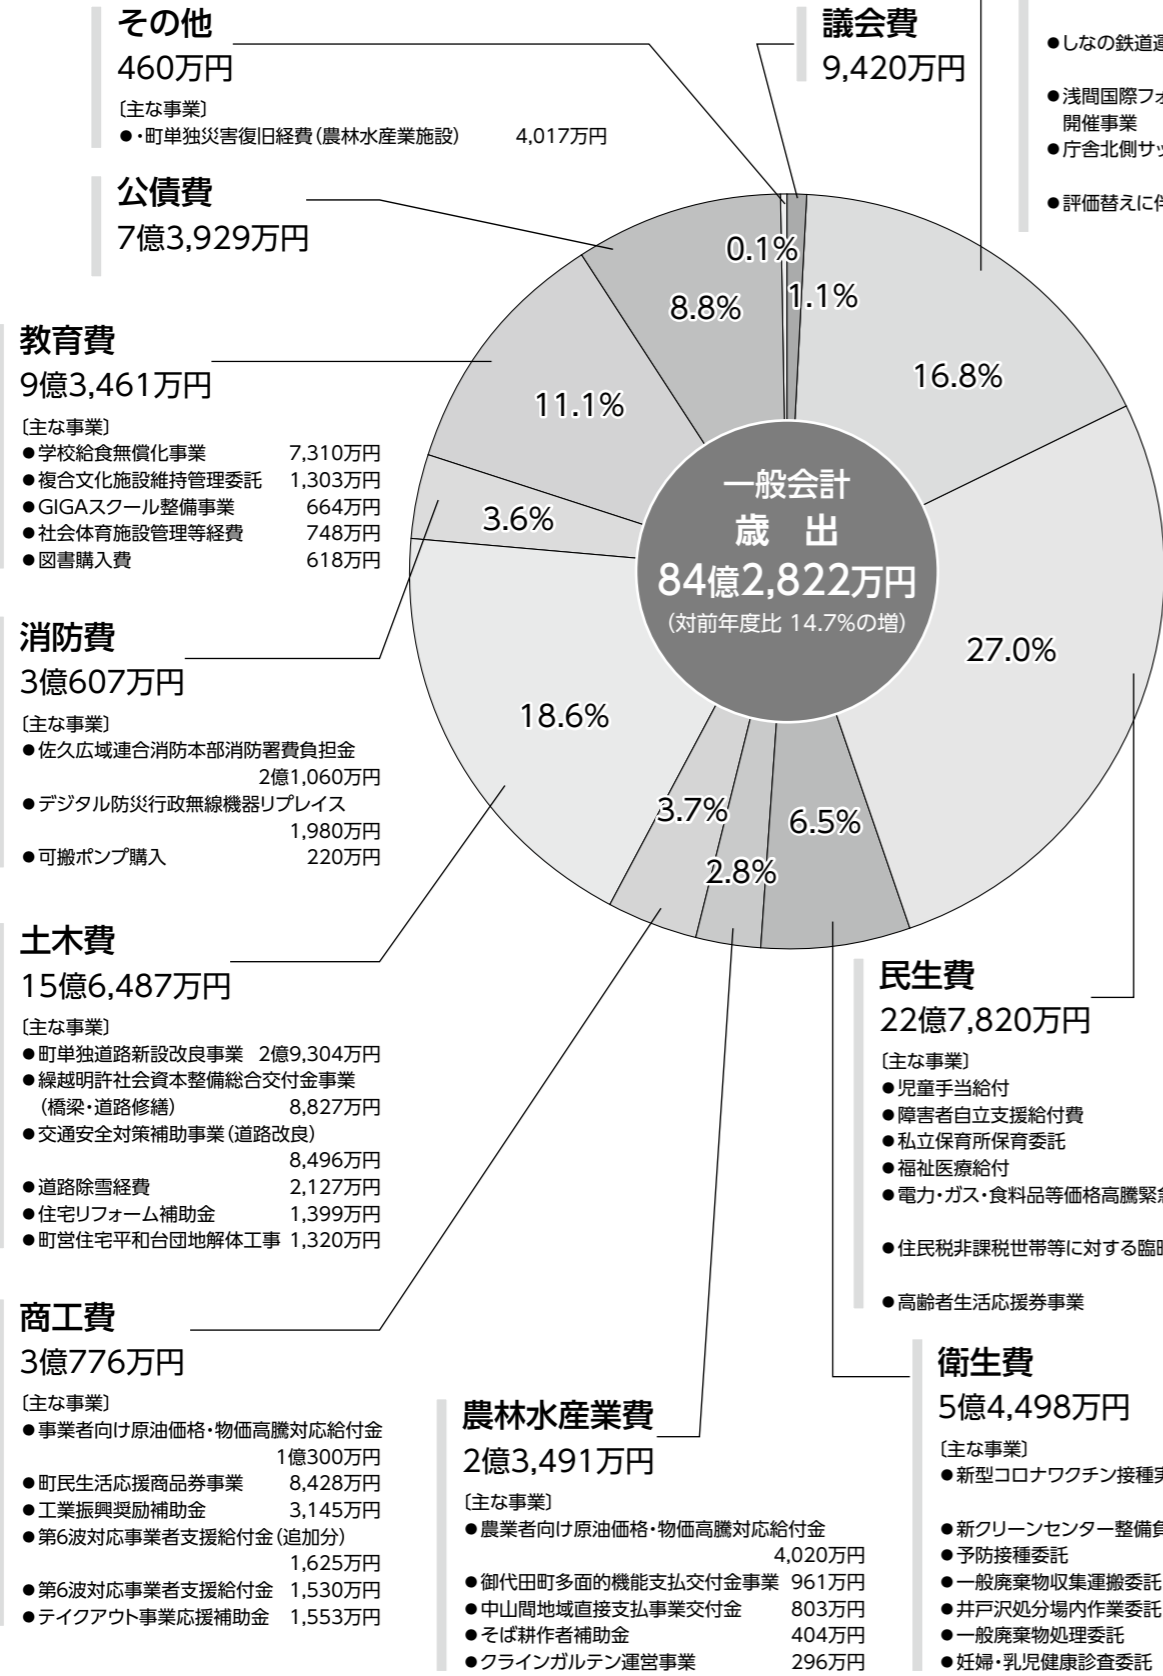 その他
460万円
〔主な事業〕
●・町単独災害復旧経費（農林水産業施設） 4,017万円
公債費
7億3,929万円
教育費
9億3,461万円
〔主な事業〕
●学校給食無償化事業 7,310万円
●複合文化施設維持管理委託 1,303万円
●GIGAスクール整備事業 664万円
●社会体育施設管理等経費 748万円
●図書購入費 618万円
消防費
3億607万円
〔主な事業〕
●佐久広域連合消防本部消防署費負担金
2億1,060万円
●デジタル防災行政無線機器リプレイス
1,980万円
●可搬ポンプ購入 220万円
土木費
15億6,487万円
〔主な事業〕
●町単独道路新設改良事業 2億9,304万円
●繰越明許社会資本整備総合交付金事業
（橋梁・道路修繕） 8,827万円
●交通安全対策補助事業（道路改良）
8,496万円
●道路除雪経費 2,127万円
●住宅リフォーム補助金 1,399万円
●町営住宅平和台団地解体工事 1,320万円
商工費
3億776万円
〔主な事業〕
●事業者向け原油価格・物価高騰対応給付金
1億300万円
●町民生活応援商品券事業 8,428万円
●工業振興奨励補助金 3,145万円
●第6波対応事業者支援給付金（追加分）
1,625万円
●第6波対応事業者支援給付金 1,530万円
●テイクアウト事業応援補助金 1,553万円
農林水産業費
2億3,491万円
〔主な事業〕
●農業者向け原油価格・物価高騰対応給付金
4,020万円
●御代田町多面的機能支払交付金事業 961万円
●中山間地域直接支払事業交付金 803万円
●そば耕作者補助金 404万円
●クラインガルテン運営事業 296万円
議会費
9,420万円
●しなの鉄道運
●浅間国際フォ
開催事業
●庁舎北側サッ
●評価替えに伴
0.1%
1.1%
8.8%
16.8%
11.1%
3.6%
27.0%
18.6%
3.7%
6.5%
2.8%
一般会計
歳 出
84億2,822万円
（対前年度比 14.7%の増）
民生費
22億7,820万円
〔主な事業〕
●児童手当給付
●障害者自立支援給付費
●私立保育所保育委託
●福祉医療給付
●電力・ガス・食料品等価格高騰緊急
●住民税非課税世帯等に対する臨時
●高齢者生活応援券事業
衛生費
5億4,498万円
〔主な事業〕
●新型コロナワクチン接種実
●新クリーンセンター整備負
●予防接種委託
●一般廃棄物収集運搬委託
●井戸沢処分場内作業委託
●一般廃棄物処理委託
●妊婦・乳児健康診査委託